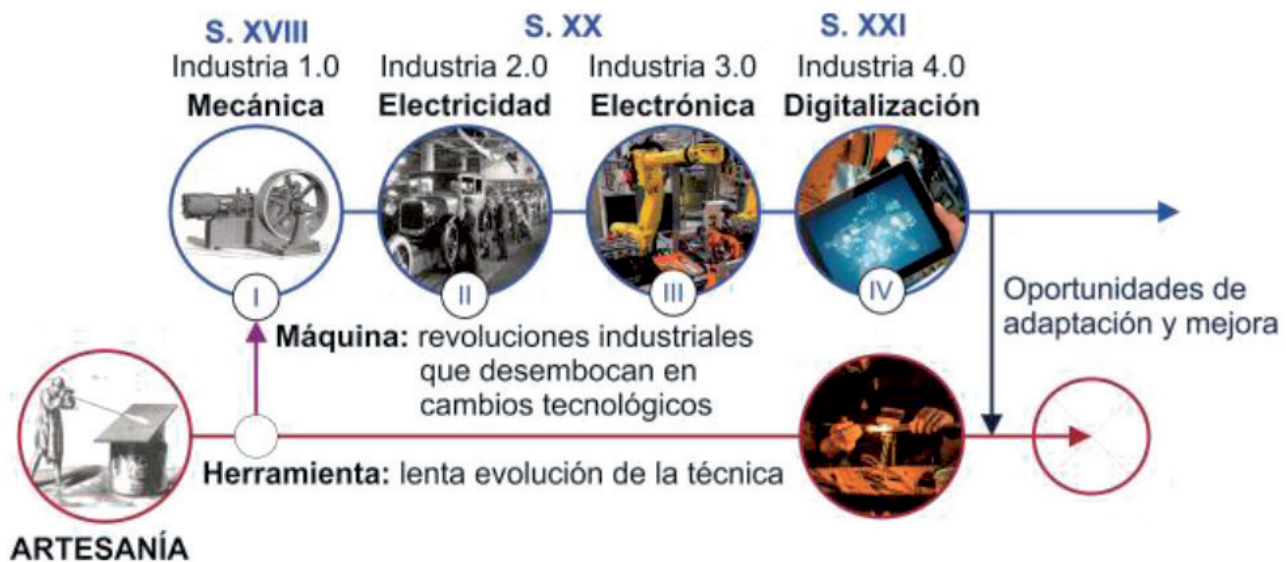 S. XVIII
S. XX
S. XXI
Industria 1.0
Industria 2.0
Industria 3.0
Industria 4.0
Mecánica
Electricidad
Electrónica
Digitalización
I
II
III
IV
Máquina: revoluciones industriales
que desembocan en
cambios tecnológicos
Oportunidades de
adaptación y mejora
Herramienta: lenta evolución de la técnica
ARTESANÍA